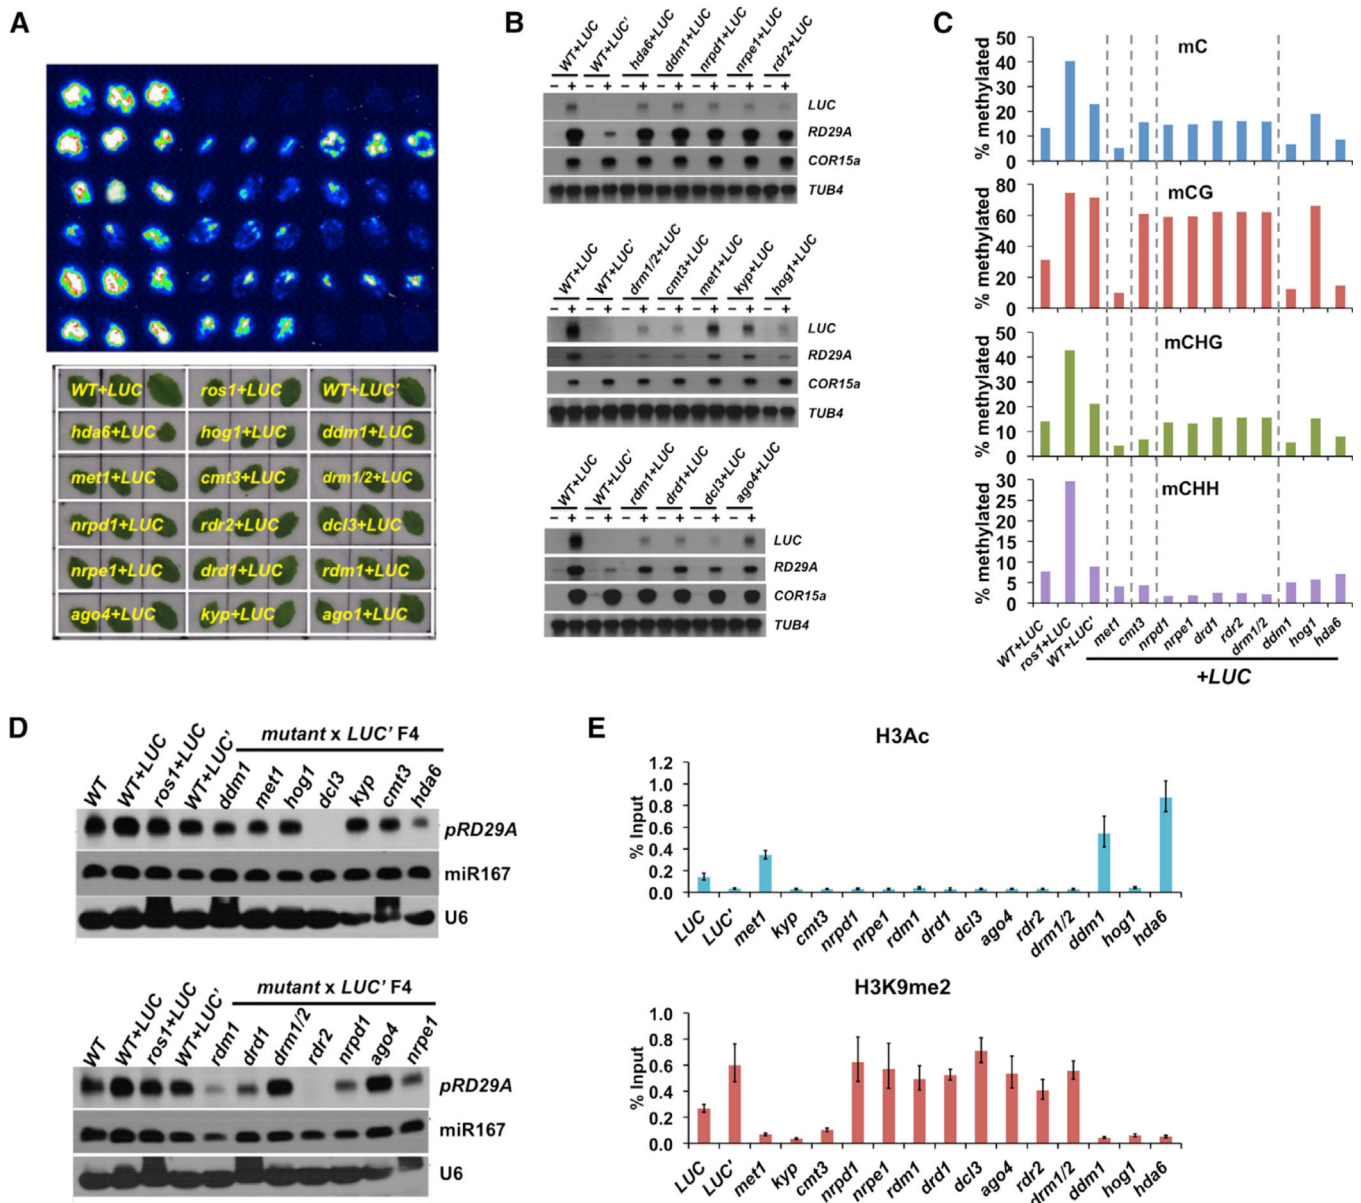 A
WT+LUC ros1+LUC WT+LUC'
hda6+LUC hog1+LUC ddm1+LUC
met1+LUC cmt3+LUC drm1/2+LUC
nrpd1+LUC rdr2+LUC dcl3+LUC
nrpe1+LUC drd1+LUC rdm1+LUC
ago4+LUC kyp+LUC ago1+LUC
B
WT+LUC WT+LUC' hda6+LUC ddm1+LUC nrpd1+LUC nrpe1+LUC rdr2+LUC
− + − + − + − + − + − + − +
LUC
RD29A
COR15a
TUB4
WT+LUC WT+LUC' drm1/2+LUC cmt3+LUC met1+LUC kyp+LUC hog1+LUC
− + − + − + − + − + − + − +
LUC
RD29A
COR15a
TUB4
WT+LUC WT+LUC' rdm1+LUC drd1+LUC dcl3+LUC ago4+LUC
− + − + − + − + − + − +
LUC
RD29A
COR15a
TUB4
C
mC
% methylated
50
40
30
20
10
0
mCG
% methylated
80
60
40
20
0
mCHG
% methylated
50
40
30
20
10
0
mCHH
% methylated
30
25
20
15
10
5
0
WT+LUC ros1+LUC WT+LUC' met1 cmt3 nrpd1 nrpe1 drd1 rdr2 drm1/2 ddm1 hog1 hda6
+LUC
D
mutant x LUC' F4
WT WT+LUC ros1+LUC WT+LUC' ddm1 met1 hog1 dcl3 kyp cmt3 hda6
pRD29A
miR167
U6
mutant x LUC' F4
WT WT+LUC ros1+LUC WT+LUC' rdm1 drd1 drm1/2 rdr2 nrpd1 ago4 nrpe1
pRD29A
miR167
U6
E
H3Ac
% Input
1.2
1.0
0.8
0.6
0.4
0.2
0.0
LUC LUC' met1 kyp cmt3 nrpd1 nrpe1 rdm1 drd1 dcl3 ago4 rdr2 drm1/2 ddm1 hog1 hda6
H3K9me2
% Input
1.0
0.8
0.6
0.4
0.2
0.0
LUC LUC' met1 kyp cmt3 nrpd1 nrpe1 rdm1 drd1 dcl3 ago4 rdr2 drm1/2 ddm1 hog1 hda6